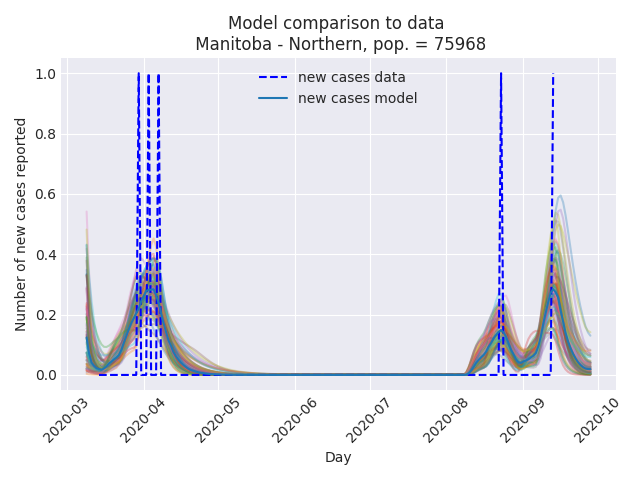 Model comparison to data
Manitoba - Northern, pop. = 75968
new cases data
new cases model
Number of new cases reported
1.0
0.8
0.6
0.4
0.2
0.0
2020-03
2020-04
2020-05
2020-06
2020-07
2020-08
2020-09
2020-10
Day